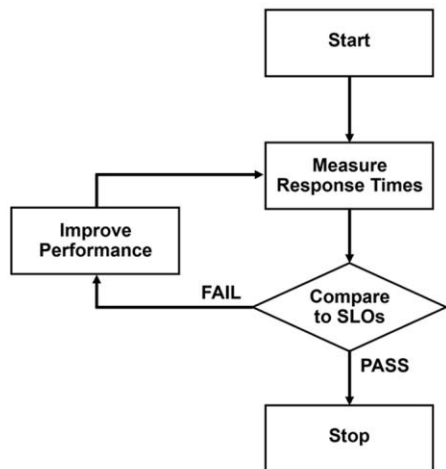 Start
Measure
Response Times
Improve
Performance
FAIL
Compare
to SLOs
PASS
Stop